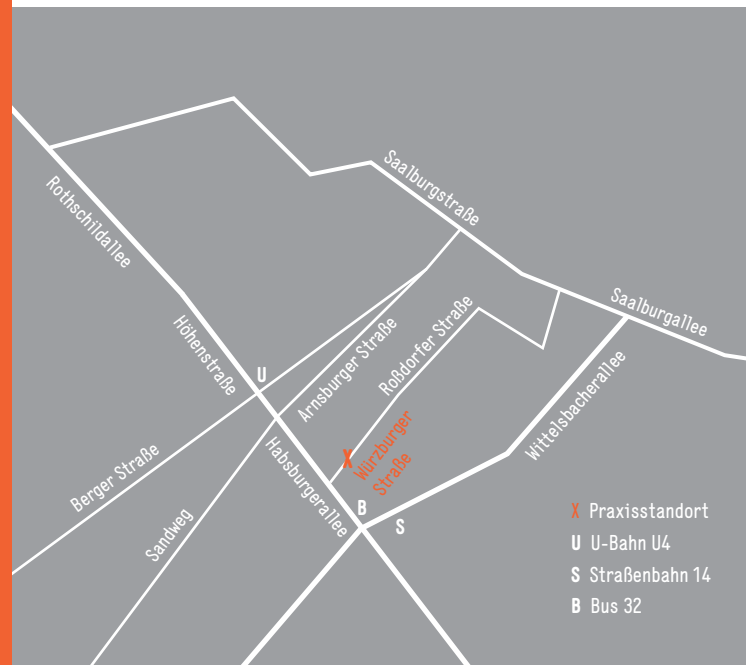 Saalburgstraße
Rothschildallee
Saalburgallee
Höhenstraße
Roßdorfer Straße
Arnsburger Straße
Wittelsbacherallee
U
Würzburger
Straße
X
Habsburgerallee
Berger Straße
Sandweg
B
S
X Praxisstandort
U U-Bahn U4
S Straßenbahn 14
B Bus 32